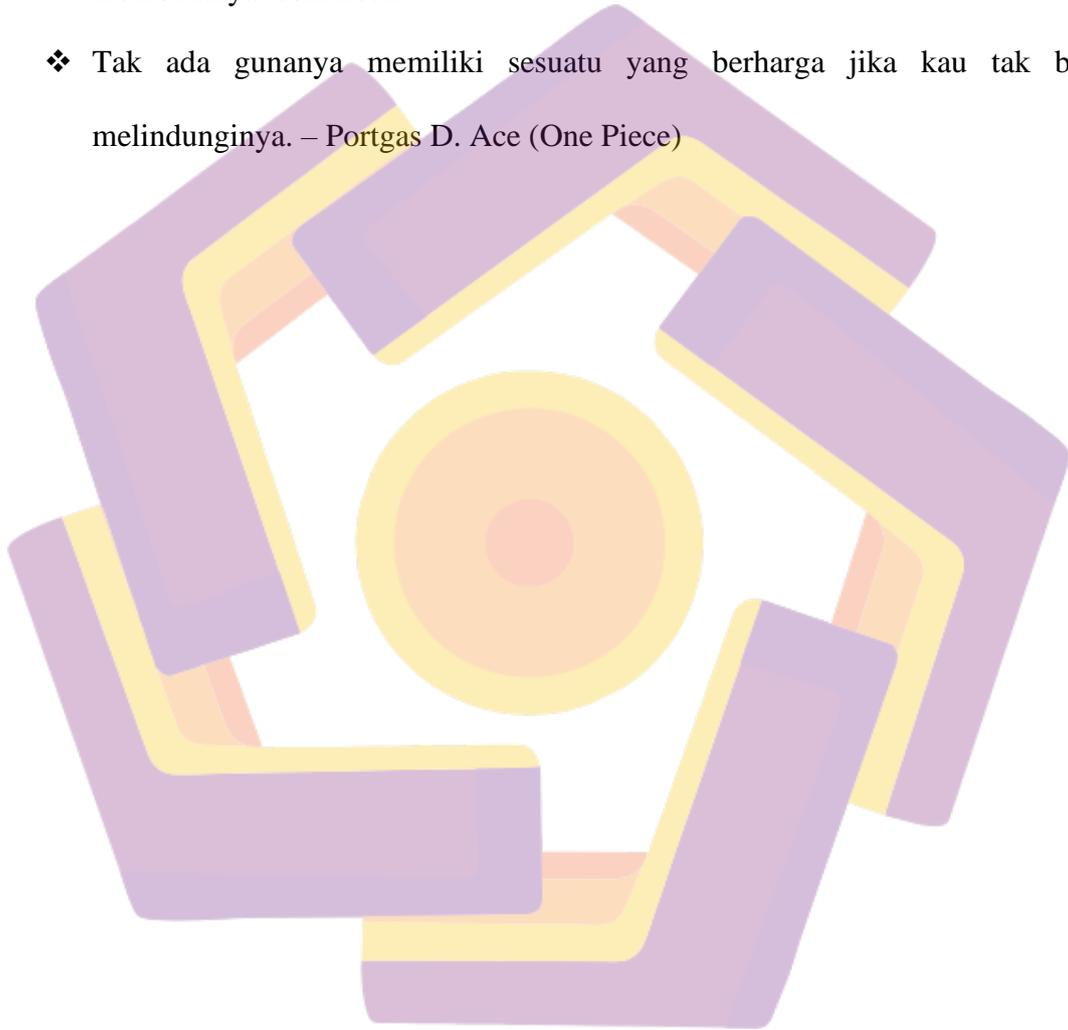 ❖ Tak ada gunanya memiliki sesuatu yang berharga jika kau tak
melindunginya. – Portgas D. Ace (One Piece)